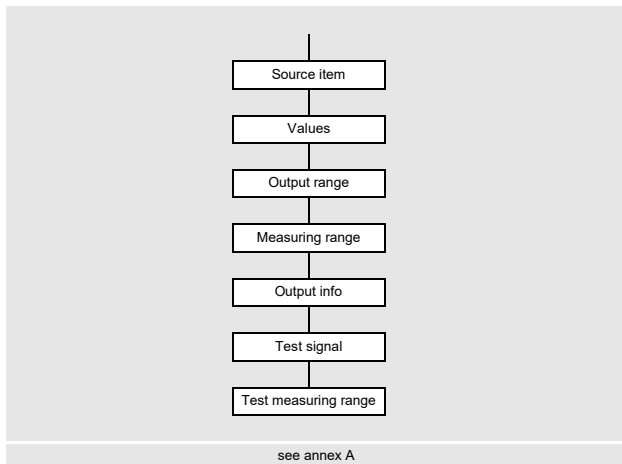 Source item
Values
Output range
Measuring range
Output info
Test signal
Test measuring range
see annex A